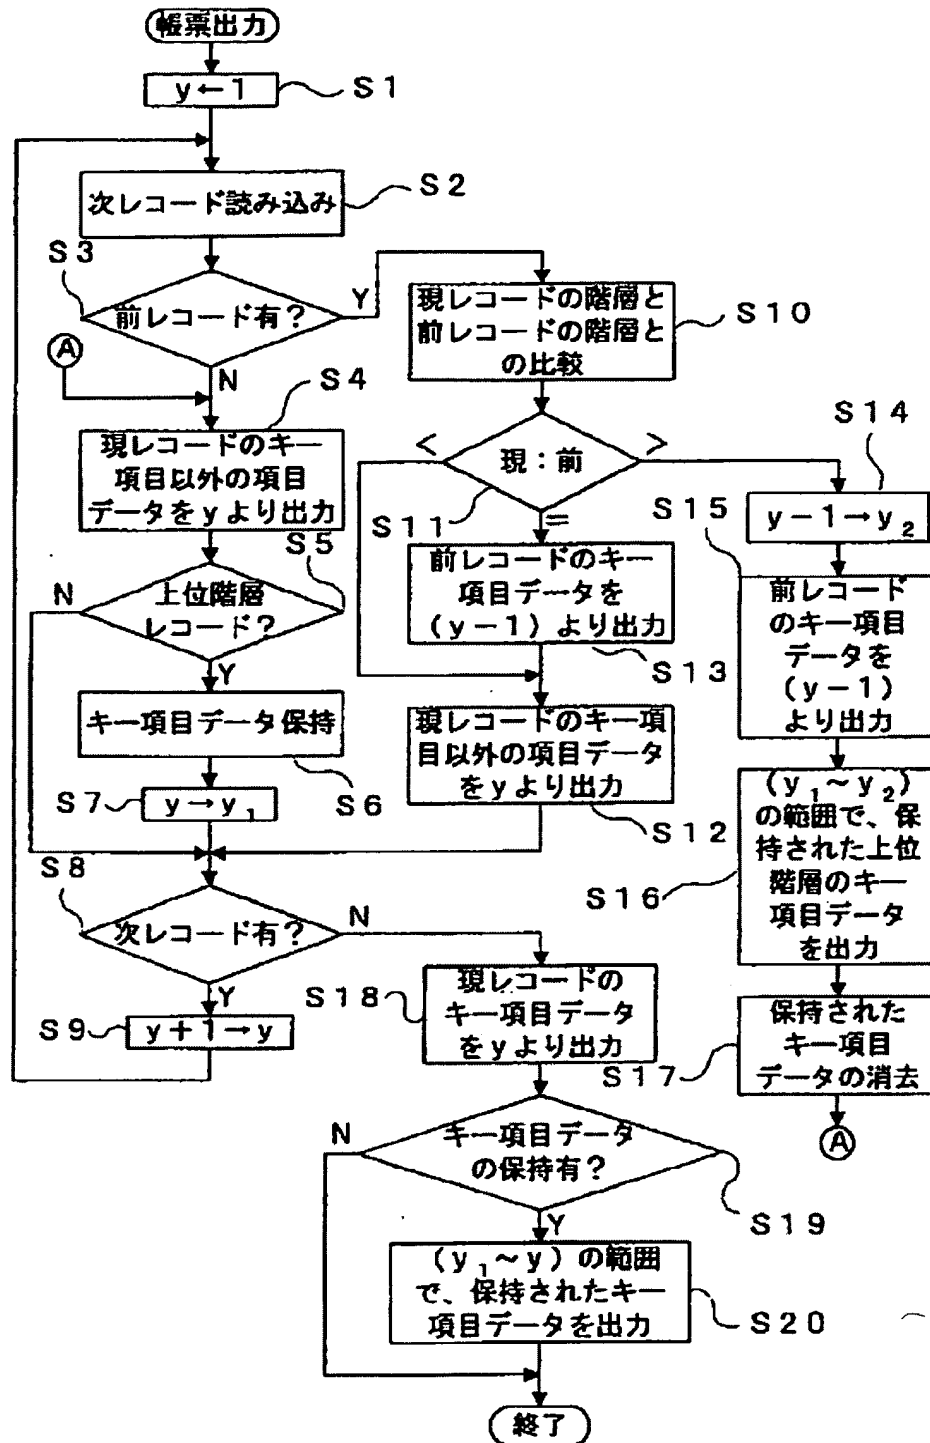 帳票出力
y←1
S1
次レコード読み込み
S2
S3
前レコード有?
Y
N
A
現レコードの階層と
前レコードの階層と
の比較
S10
S4
現レコードのキー
項目以外の項目
データをyより出力
<
現:前
>
=
S11
S14
y-1→y2
S5
上位階層
レコード?
N
Y
前レコードのキー
項目データを
(y-1)より出力
S13
S15
前レコード
のキー項目
データを
(y-1)
より出力
キー項目データ保持
S6
S7
y→y1
現レコードのキー項
目以外の項目データ
をyより出力
S12
(y1~y2)
の範囲で、保
持された上位
階層のキー
項目データ
を出力
S16
S8
次レコード有?
N
Y
S9
y+1→y
S18
現レコードの
キー項目データ
をyより出力
S17
保持された
キー項目
データの消去
A
N
キー項目データ
の保持有?
Y
S19
(y1~y)の範囲
で、保持されたキー
項目データを出力
S20
終了